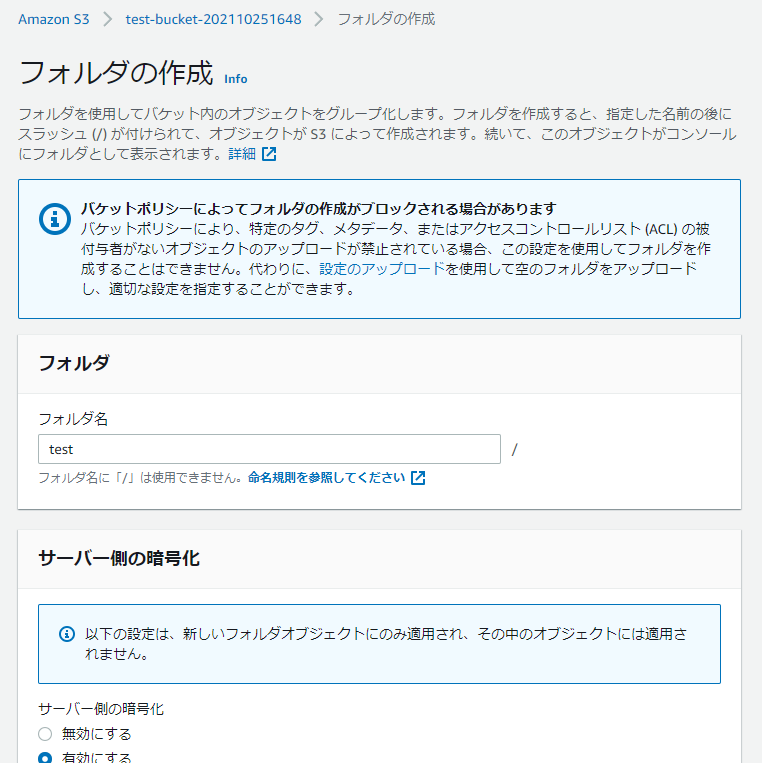 Amazon S3 > test-bucket-202110251648 > フォルダの作成
フォルダの作成 Info
フォルダを使用してバケット内のオブジェクトをグループ化します。フォルダを作成すると、指定した名前の後に
スラッシュ (/) が付けられて、オブジェクトが S3 によって作成されます。続いて、このオブジェクトがコンソール
にフォルダとして表示されます。詳細
バケットポリシーによってフォルダの作成がブロックされる場合があります
バケットポリシーにより、特定のタグ、メタデータ、またはアクセスコントロールリスト (ACL) の被
付与者がないオブジェクトのアップロードが禁止されている場合、この設定を使用してフォルダを作
成することはできません。代わりに、設定のアップロードを使用して空のフォルダをアップロード
し、適切な設定を指定することができます。
フォルダ
フォルダ名
test /
フォルダ名に「/」は使用できません。命名規則を参照してください
サーバー側の暗号化
以下の設定は、新しいフォルダオブジェクトにのみ適用され、その中のオブジェクトには適用さ
れません。
サーバー側の暗号化
無効にする
有効にする